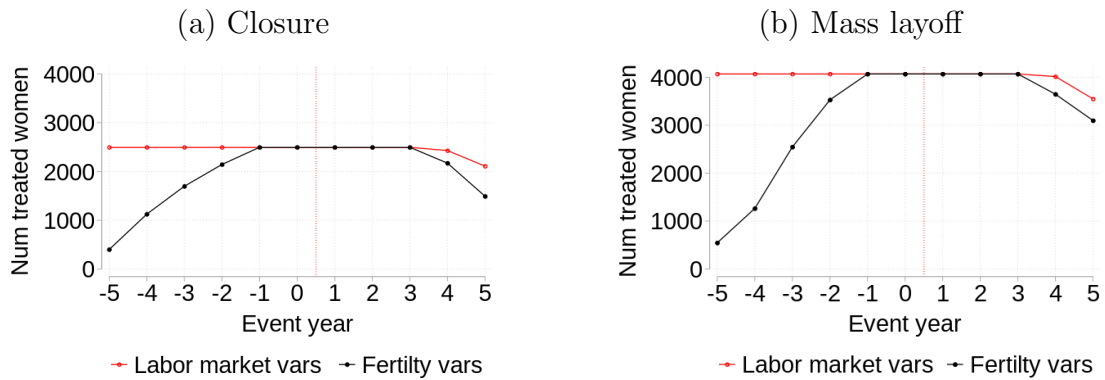 (a) Closure
Num treated women
4000
3000
2000
1000
0
-5 -4 -3 -2 -1 0 1 2 3 4 5
Event year
Labor market vars Fertilty vars
(b) Mass layoff
Num treated women
4000
3000
2000
1000
0
-5 -4 -3 -2 -1 0 1 2 3 4 5
Event year
Labor market vars Fertilty vars